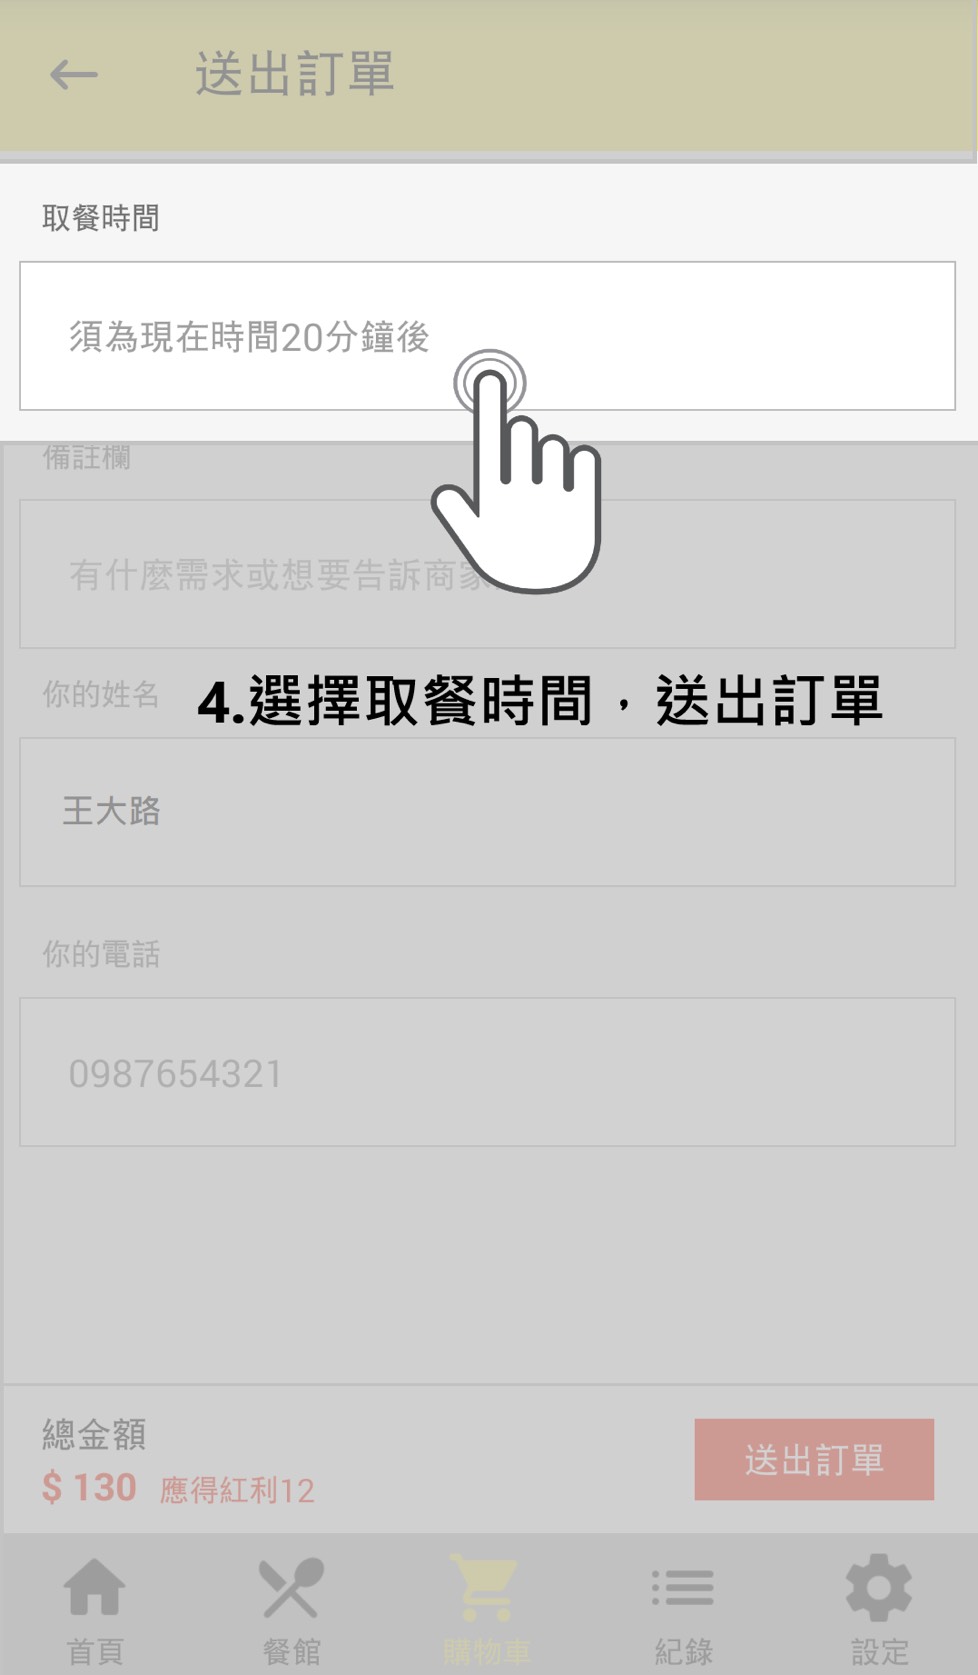 送出訂單
取餐時間
須為現在時間20分鐘後
備註欄
有什麼需求或想要告訴商家
你的姓名
4.選擇取餐時間，送出訂單
王大路
你的電話
0987654321
總金額
$ 130 應得紅利12
送出訂單
首頁 餐館 購物車 紀錄 設定